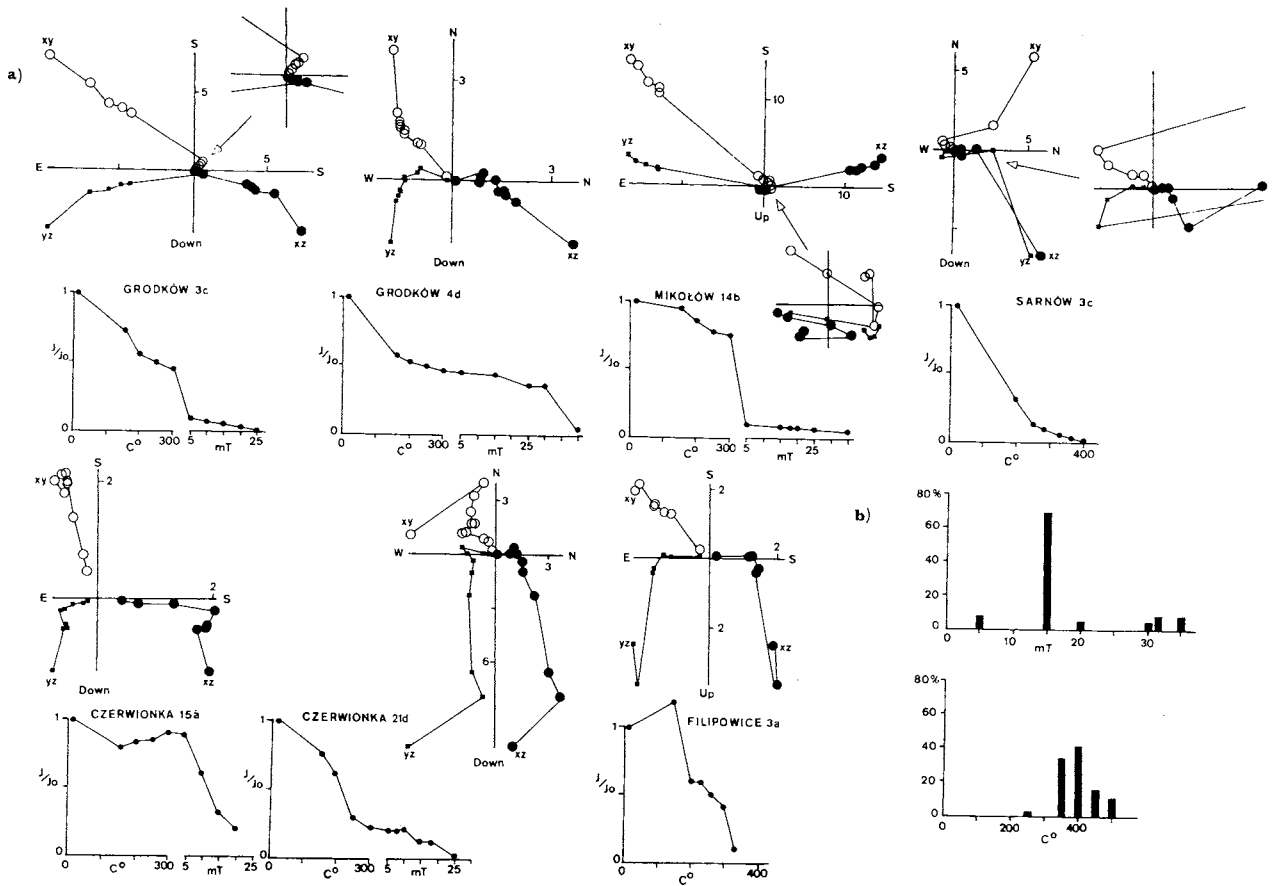 a)
xy
S
5
E
5
S
yz
Down
xz
xy
N
3
yz
W
3
N
Down
xz
xy
S
10
yz
xz
E
10
S
Up
N
xy
5
W
5
N
Down
yz
xz
GRODKÓW 3c
1
J/Jo
0
0
C°
300
5
mT
25
GRODKÓW 4d
1
J/Jo
0
0
C°
300
5
mT
25
MIKOŁÓW 14b
1
J/Jo
0
0
C°
300
5
mT
25
SARNÓW 3c
1
J/Jo
0
0
C°
400
xy
S
2
E
2
S
yz
Down
xz
N
xy
3
W
3
N
6
yz
Down
xz
S
xy
2
E
2
S
yz
2
xz
Up
b)
80%
60
40
20
0
0
10
mT
30
CZERWIONKA 15a
1
J/Jo
0
0
C°
300
5
mT
25
CZERWIONKA 21d
1
J/Jo
0
0
C°
300
5
mT
25
FILIPOWICE 3a
1
J/Jo
0
0
C°
400
80%
60
40
20
0
0
200
C°
400